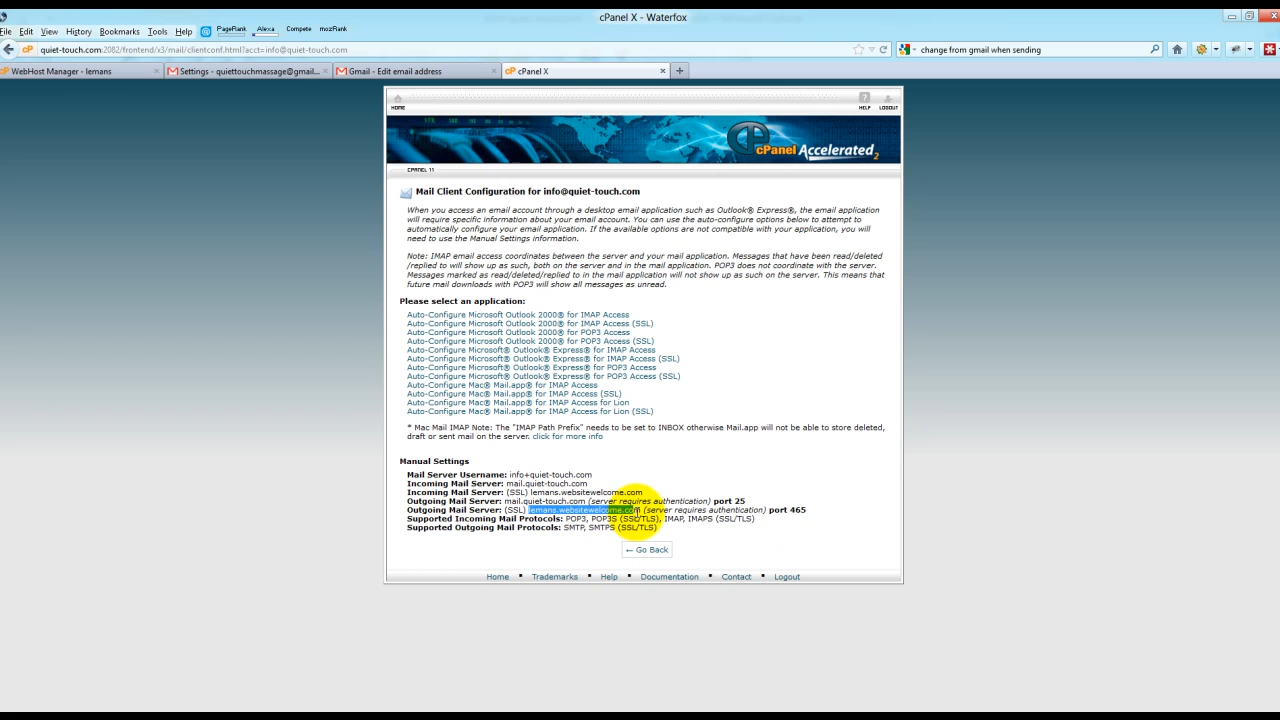 cPanel X - Waterfox
File Edit View History Bookmarks Tools Help PageRank Alexa Compete mozRank
quiet-touch.com:2082/frontend/x3/mail/clientconf.html?acct=info@quiet-touch.com
change from gmail when sending
WebHost Manager - lemans
Settings - quiettouchmassage@gmail...
Gmail - Edit email address
cPanel X
HOME HELP LOGOUT
cPanel Accelerated2
CPANEL 11
Mail Client Configuration for info@quiet-touch.com
When you access an email account through a desktop email application such as Outlook® Express®, the email application
will require specific information about your email account. You can use the auto-configure options below to attempt to
automatically configure your email application. If the available options are not compatible with your application, you will
need to use the Manual Settings information.
Note: IMAP email access coordinates between the server and your mail application. Messages that have been read/deleted
/replied to will show up as such, both on the server and in the mail application. POP3 does not coordinate with the server.
Messages marked as read/deleted/replied to in the mail application will not show up as such on the server. This means that
future mail downloads with POP3 will show all messages as unread.
Please select an application:
Auto-Configure Microsoft Outlook 2000® for IMAP Access
Auto-Configure Microsoft Outlook 2000® for IMAP Access (SSL)
Auto-Configure Microsoft Outlook 2000® for POP3 Access
Auto-Configure Microsoft Outlook 2000® for POP3 Access (SSL)
Auto-Configure Microsoft® Outlook® Express® for IMAP Access
Auto-Configure Microsoft® Outlook® Express® for IMAP Access (SSL)
Auto-Configure Microsoft® Outlook® Express® for POP3 Access
Auto-Configure Microsoft® Outlook® Express® for POP3 Access (SSL)
Auto-Configure Mac® Mail.app® for IMAP Access
Auto-Configure Mac® Mail.app® for IMAP Access (SSL)
Auto-Configure Mac® Mail.app® for IMAP Access for Lion
Auto-Configure Mac® Mail.app® for IMAP Access for Lion (SSL)
* Mac Mail IMAP Note: The "IMAP Path Prefix" needs to be set to INBOX otherwise Mail.app will not be able to store deleted,
draft or sent mail on the server. click for more info
Manual Settings
Mail Server Username: info+quiet-touch.com
Incoming Mail Server: mail.quiet-touch.com
Incoming Mail Server: (SSL) lemans.websitewelcome.com
Outgoing Mail Server: mail.quiet-touch.com (server requires authentication) port 25
Outgoing Mail Server: (SSL) lemans.websitewelcome.com (server requires authentication) port 465
Supported Incoming Mail Protocols: POP3, POP3S (SSL/TLS), IMAP, IMAPS (SSL/TLS)
Supported Outgoing Mail Protocols: SMTP, SMTPS (SSL/TLS)
← Go Back
Home ▪ Trademarks ▪ Help ▪ Documentation ▪ Contact ▪ Logout